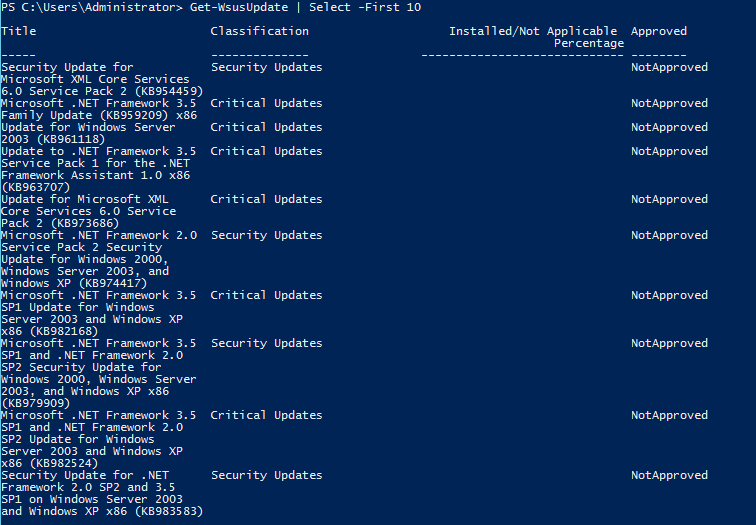 PS C:\Users\Administrator> Get-WsusUpdate | Select -First 10
Title Classification Installed/Not Applicable Approved
Percentage
----- -------------- ---------------------------- --------
Security Update for Security Updates NotApproved
Microsoft XML Core Services
6.0 Service Pack 2 (KB954459)
Microsoft .NET Framework 3.5 Critical Updates NotApproved
Family Update (KB959209) x86
Update for Windows Server Critical Updates NotApproved
2003 (KB961118)
Update to .NET Framework 3.5 Critical Updates NotApproved
Service Pack 1 for the .NET
Framework Assistant 1.0 x86
(KB963707)
Update for Microsoft XML Critical Updates NotApproved
Core Services 6.0 Service
Pack 2 (KB973686)
Microsoft .NET Framework 2.0 Security Updates NotApproved
Service Pack 2 Security
Update for Windows 2000,
Windows Server 2003, and
Windows XP (KB974417)
Microsoft .NET Framework 3.5 Critical Updates NotApproved
SP1 Update for Windows
Server 2003 and Windows XP
x86 (KB982168)
Microsoft .NET Framework 3.5 Security Updates NotApproved
SP1 and .NET Framework 2.0
SP2 Security Update for
Windows 2000, Windows Server
2003, and Windows XP x86
(KB979909)
Microsoft .NET Framework 3.5 Critical Updates NotApproved
SP1 and .NET Framework 2.0
SP2 Update for Windows
Server 2003 and Windows XP
x86 (KB982524)
Security Update for .NET Security Updates NotApproved
Framework 2.0 SP2 and 3.5
SP1 on Windows Server 2003
and Windows XP x86 (KB983583)